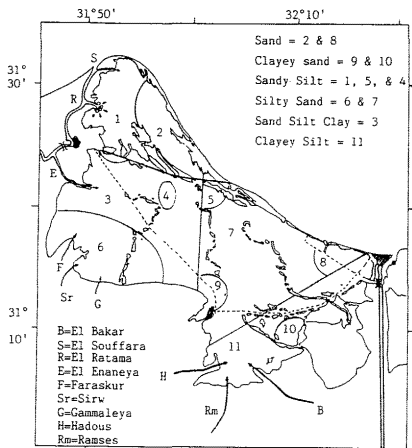 31° 50'
32° 10'
31°
30'
31°
10'
Sand = 2 & 8
Clayey sand = 9 & 10
Sandy Silt = 1, 5, & 4
Silty Sand = 6 & 7
Sand Silt Clay = 3
Clayey Silt = 11
S
R
E
1
2
3
4
5
6
7
8
9
10
11
F
Sr
G
H
Rm
B
B=El Bakar
S=El Souffara
R=El Ratama
E=El Enaneya
F=Faraskur
Sr=Sirw
G=Gammaleya
H=Hadous
Rm=Ramses